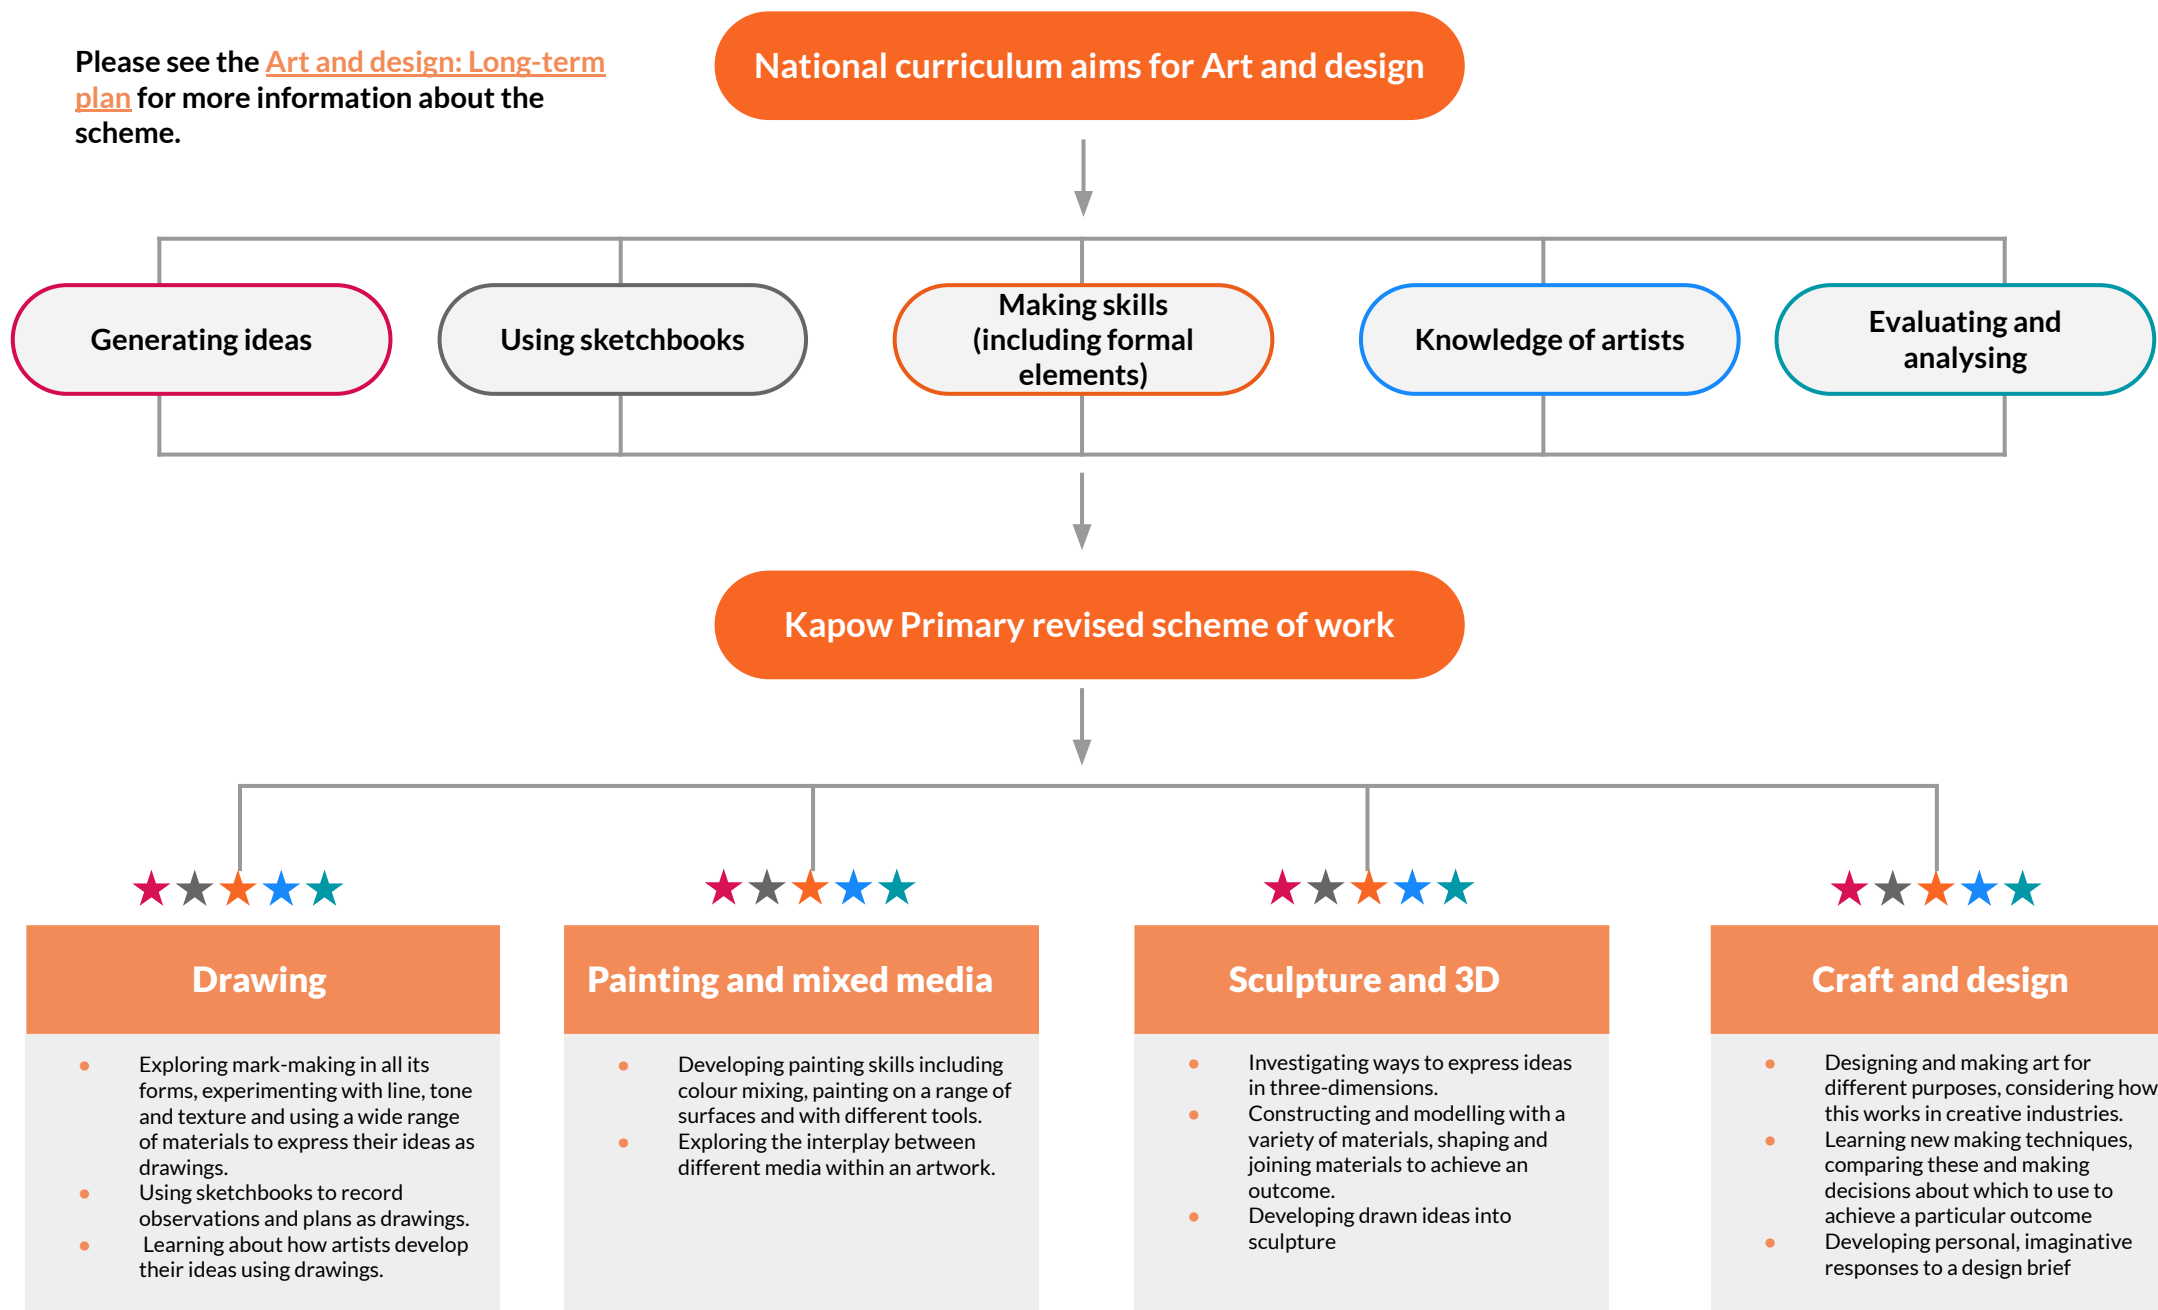 Please see the Art and design: Long-term
plan for more information about the
scheme.
National curriculum aims for Art and design
Generating ideas
Using sketchbooks
Making skills
(including formal
elements)
Knowledge of artists
Evaluating and
analysing
Kapow Primary revised scheme of work
Drawing
● Exploring mark-making in all its
forms, experimenting with line, tone
and texture and using a wide range
of materials to express their ideas as
drawings.
● Using sketchbooks to record
observations and plans as drawings.
● Learning about how artists develop
their ideas using drawings.
Painting and mixed media
● Developing painting skills including
colour mixing, painting on a range of
surfaces and with different tools.
● Exploring the interplay between
different media within an artwork.
Sculpture and 3D
● Investigating ways to express ideas
in three-dimensions.
● Constructing and modelling with a
variety of materials, shaping and
joining materials to achieve an
outcome.
● Developing drawn ideas into
sculpture
Craft and design
● Designing and making art for
different purposes, considering how
this works in creative industries.
● Learning new making techniques,
comparing these and making
decisions about which to use to
achieve a particular outcome
● Developing personal, imaginative
responses to a design brief